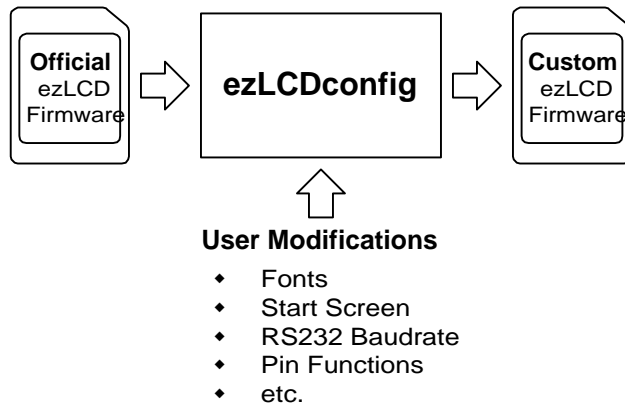 Official
ezLCD
Firmware
ezLCDconfig
Custom
ezLCD
Firmware
User Modifications
◆ Fonts
◆ Start Screen
◆ RS232 Baudrate
◆ Pin Functions
◆ etc.